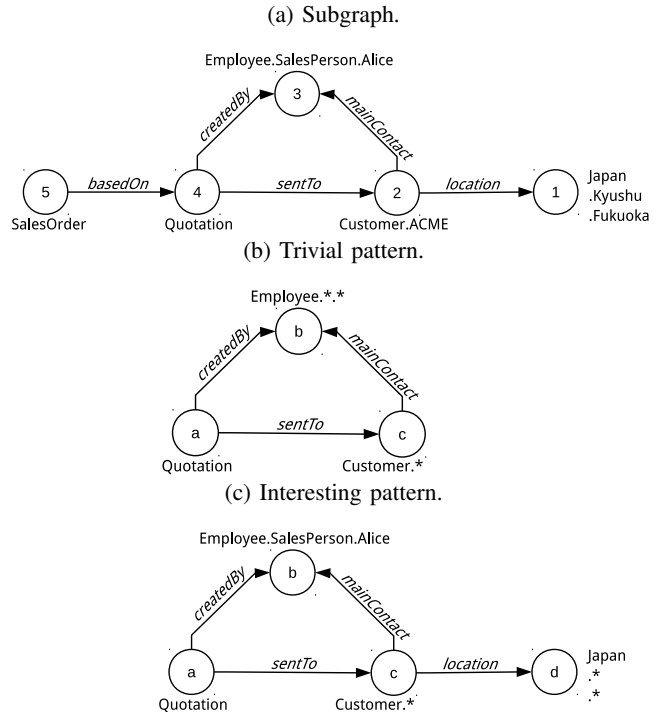 (a) Subgraph.
Employee.SalesPerson.Alice
3
createdBy
mainContact
5
basedOn
4
sentTo
2
location
1
Japan
.Kyushu
.Fukuoka
SalesOrder
Quotation
Customer.ACME
(b) Trivial pattern.
Employee.*.*
b
createdBy
mainContact
a
sentTo
c
Quotation
Customer.*
(c) Interesting pattern.
Employee.SalesPerson.Alice
b
createdBy
mainContact
a
sentTo
c
location
d
Japan
.*
.*
Quotation
Customer.*